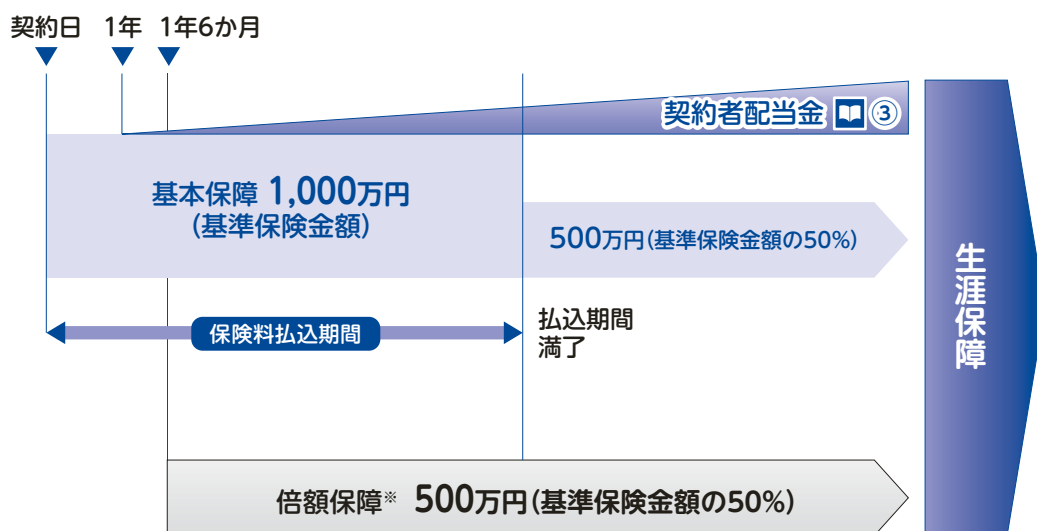 契約日 1年 1年6か月
契約者配当金 ③
基本保障 1,000万円
(基準保険金額)
500万円(基準保険金額の50%)
生涯保障
保険料払込期間
払込期間
満了
倍額保障※ 500万円(基準保険金額の50%)